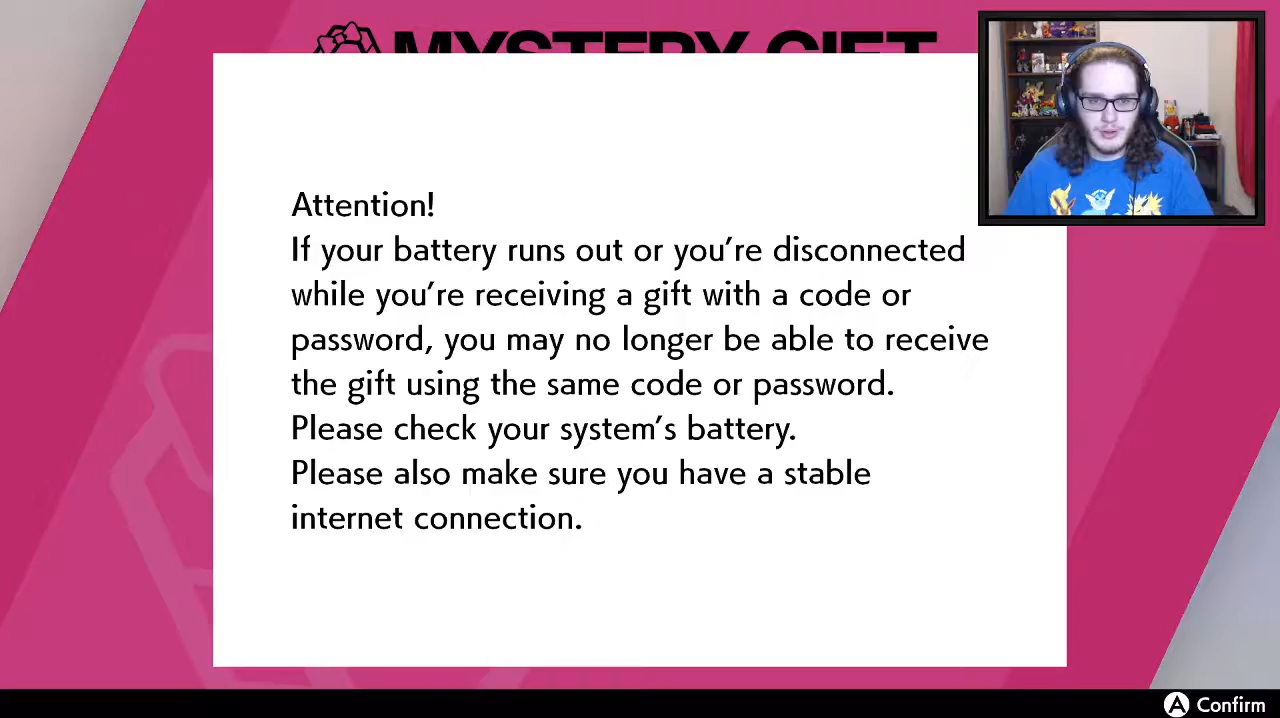 MYSTERY GIFT
Attention!
If your battery runs out or you're disconnected
while you're receiving a gift with a code or
password, you may no longer be able to receive
the gift using the same code or password.
Please check your system's battery.
Please also make sure you have a stable
internet connection.
A Confirm